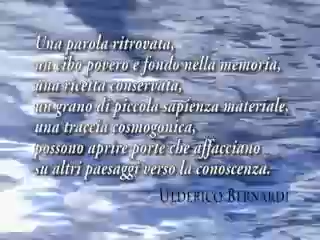 Una parola ritrovata,
un cibo povero e fondo nella memoria,
una ricetta conservata,
un grano di piccola sapienza materiale,
una traccia cosmogonica,
possono aprire porte che affacciano
su altri paesaggi verso la conoscenza.
ULDERICO BERNARDI